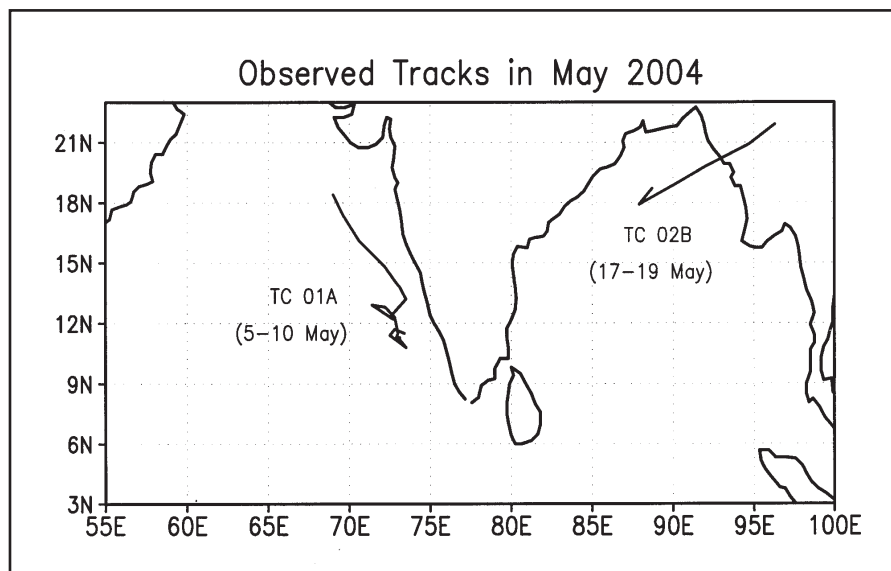 Observed Tracks in May 2004
21N
18N
15N
12N
9N
6N
3N
TC 01A
(5-10 May)
TC 02B
(17-19 May)
55E 60E 65E 70E 75E 80E 85E 90E 95E 100E